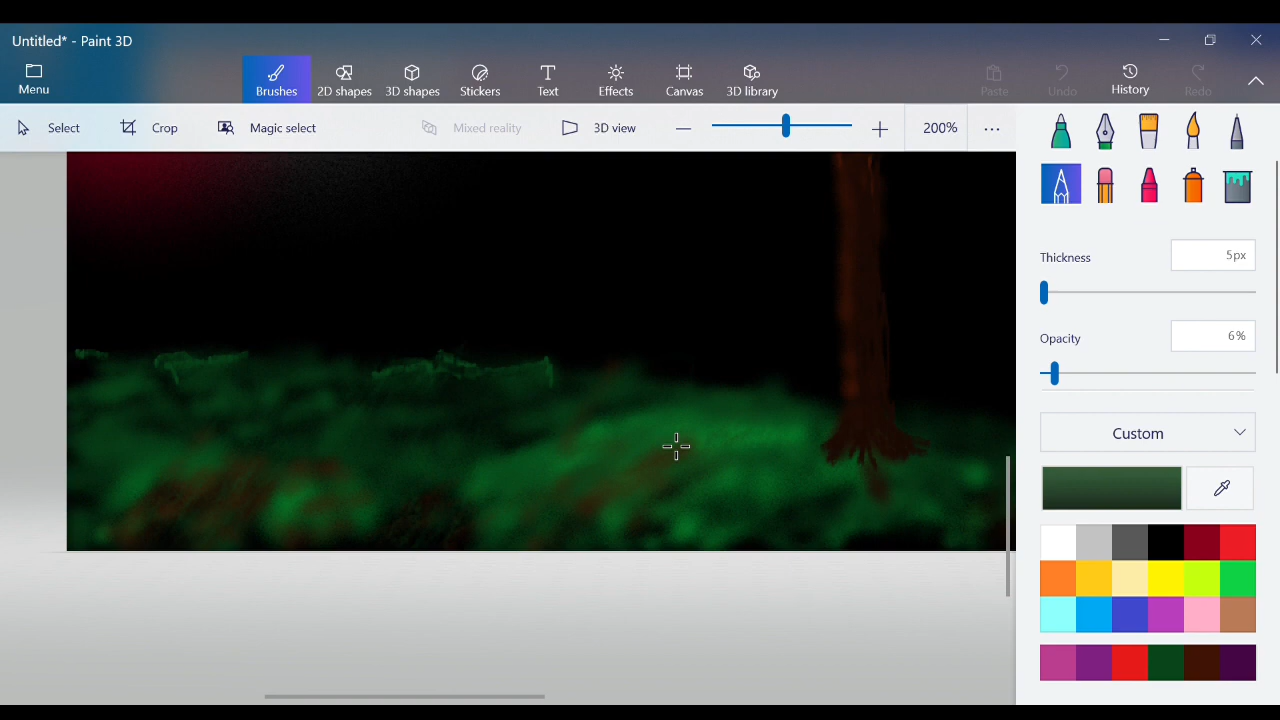 Untitled* - Paint 3D
Menu
Brushes
2D shapes
3D shapes
Stickers
Text
Effects
Canvas
3D library
Paste
Undo
History
Redo
Select
Crop
Magic select
Mixed reality
3D view
200%
Thickness
5px
Opacity
6%
Custom